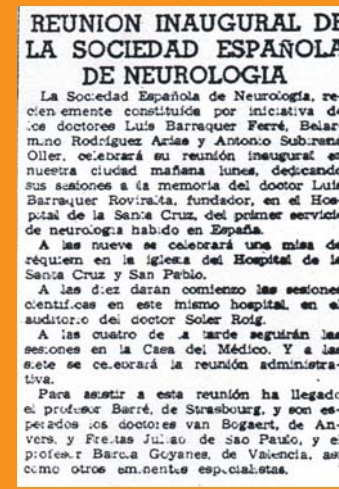 REUNION INAUGURAL DE
LA SOCIEDAD ESPAÑOLA
DE NEUROLOGIA
La Sociedad Española de Neurología, re-
cientemente constituída por iniciativa de
los doctores Luis Barraquer Ferré, Belar-
mino Rodríguez Arias y Antonio Subirana
Oller, celebrará su reunión inaugural en
nuestra ciudad mañana lunes, dedicando
sus sesiones a la memoria del doctor Luis
Barraquer Roviralta, fundador, en el Hos-
pital de la Santa Cruz, del primer servicio
de neurología habido en España.
A las nueve se celebrará una misa de
réquiem en la iglesia del Hospital de la
Santa Cruz y San Pablo.
A las diez darán comienzo las sesiones
científicas en este mismo hospital, en el
auditorio del doctor Soler Roig.
A las cuatro de la tarde seguirán las
sesiones en la Casa del Médico. Y a las
siete se celebrará la reunión administra-
tiva.
Para asistir a esta reunión ha llegado
el profesor Barré, de Strasbourg, y son es-
perados los doctores van Bogaert, de An-
vers, y Freitas Juliao de Sao Paulo, y el
profesor Barcia Goyanes, de Valencia, así
como otros eminentes especialistas.